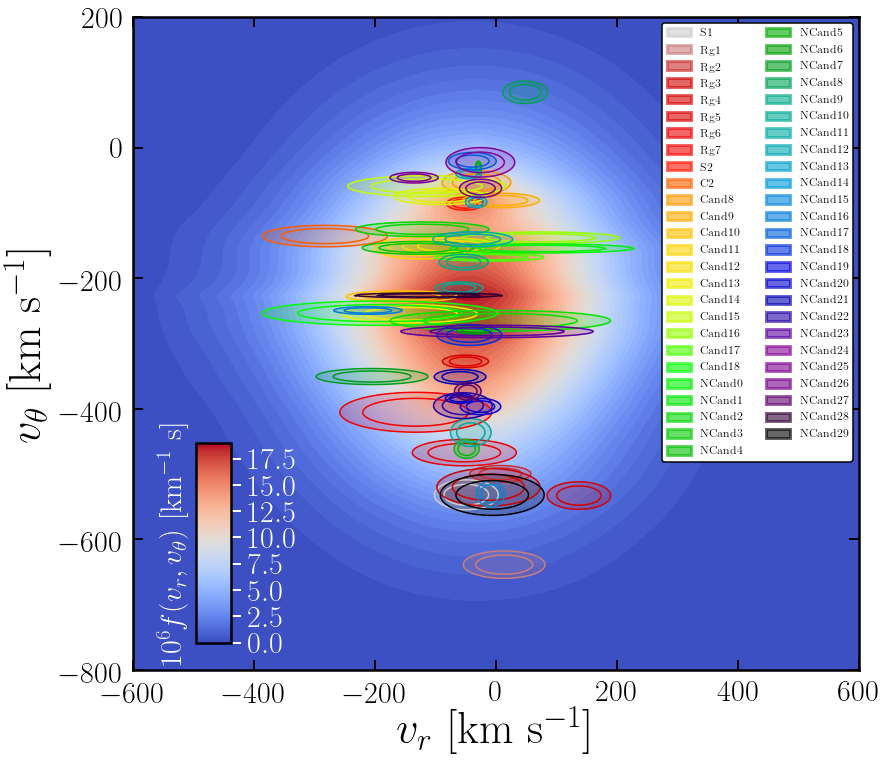 200
0
−200
−400
−600
−800
−600
−400
−200
0
200
400
600
v_r [km s⁻¹]
v_θ [km s⁻¹]
10⁶f(v_r, v_θ) [km⁻¹ s]
17.5
15.0
12.5
10.0
7.5
5.0
2.5
0.0
S1
Rg1
Rg2
Rg3
Rg4
Rg5
Rg6
Rg7
S2
C2
Cand8
Cand9
Cand10
Cand11
Cand12
Cand13
Cand14
Cand15
Cand16
Cand17
Cand18
NCand0
NCand1
NCand2
NCand3
NCand4
NCand5
NCand6
NCand7
NCand8
NCand9
NCand10
NCand11
NCand12
NCand13
NCand14
NCand15
NCand16
NCand17
NCand18
NCand19
NCand20
NCand21
NCand22
NCand23
NCand24
NCand25
NCand26
NCand27
NCand28
NCand29